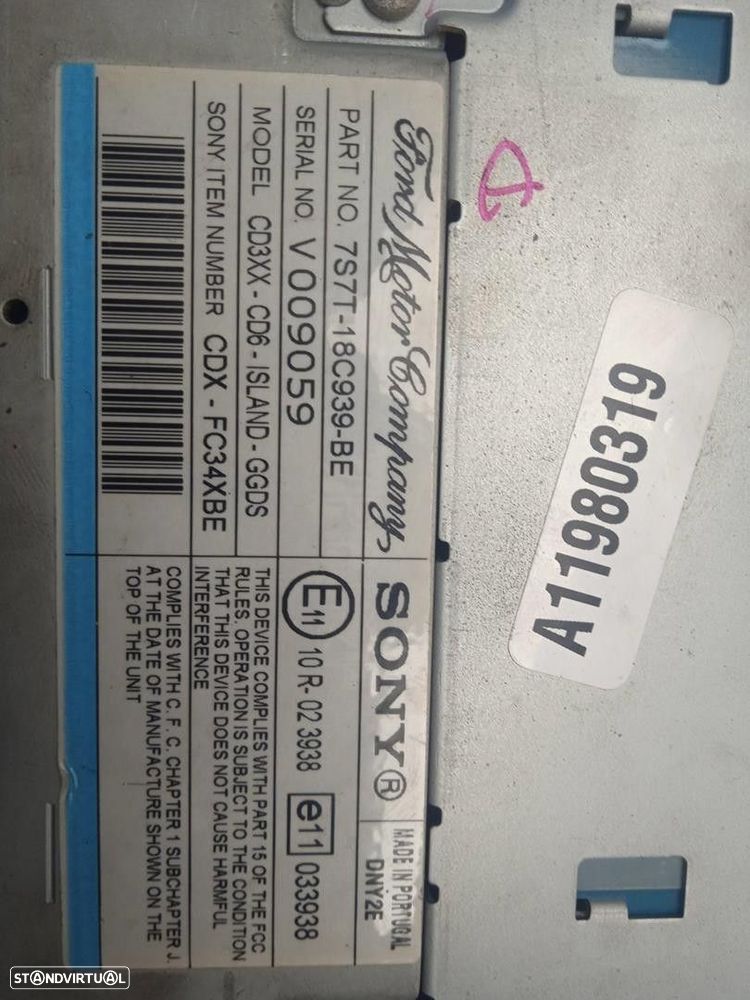 Ford Motor Company
SONY®
MADE IN PORTUGAL
DNY2E
PART NO. 7S7T-18C939-BE
SERIAL NO. V 009059
MODEL CD3XX - CD6 - ISLAND - GGDS
SONY ITEM NUMBER CDX - FC34XBE
E11 10 R- 02 3938 e11 033938
THIS DEVICE COMPLIES WITH PART 15 OF THE FCC
RULES. OPERATION IS SUBJECT TO THE CONDITION
THAT THIS DEVICE DOES NOT CAUSE HARMFUL
INTERFERENCE
COMPLIES WITH C. F. C. CHAPTER 1 SUBCHAPTER J.
AT THE DATE OF MANUFACTURE SHOWN ON THE
TOP OF THE UNIT
A11980319
STANDVIRTUAL